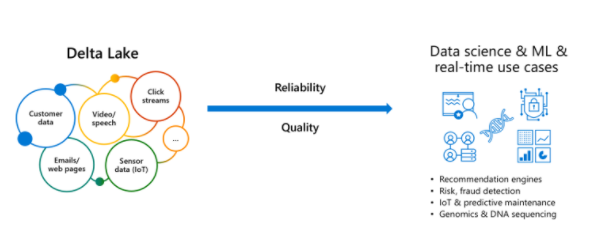 Delta Lake
Customer
data
Video/
speech
Click
streams
...
Emails/
web pages
Sensor
data (IoT)
Reliability
Quality
Data science & ML &
real-time use cases
• Recommendation engines
• Risk, fraud detection
• IoT & predictive maintenance
• Genomics & DNA sequencing